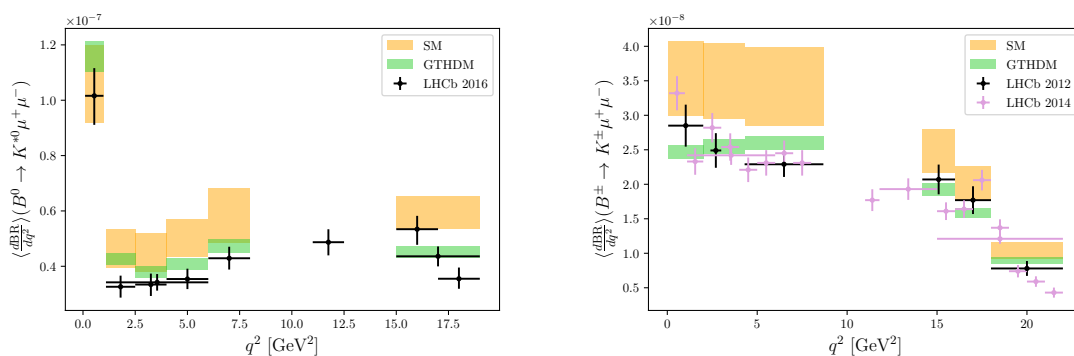 ×10⁻⁷
⟨dBR/dq²⟩(B⁰ → K*⁰μ⁺μ⁻)
1.2
1.0
0.8
0.6
0.4
SM
GTHDM
LHCb 2016
0.0 2.5 5.0 7.5 10.0 12.5 15.0 17.5
q² [GeV²]
×10⁻⁸
⟨dBR/dq²⟩(B± → K±μ⁺μ⁻)
4.0
3.5
3.0
2.5
2.0
1.5
1.0
0.5
SM
GTHDM
LHCb 2012
LHCb 2014
0 5 10 15 20
q² [GeV²]